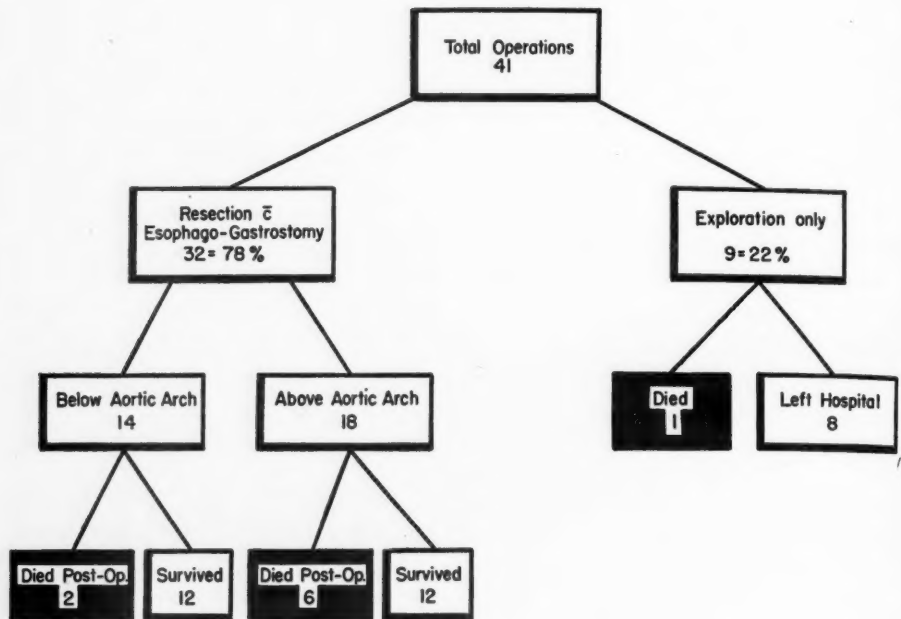 Total Operations
41
Resection c̄
Esophago-Gastrostomy
32=78%
Exploration only
9=22%
Below Aortic Arch
14
Above Aortic Arch
18
Died
1
Left Hospital
8
Died Post-Op.
2
Survived
12
Died Post-Op.
6
Survived
12